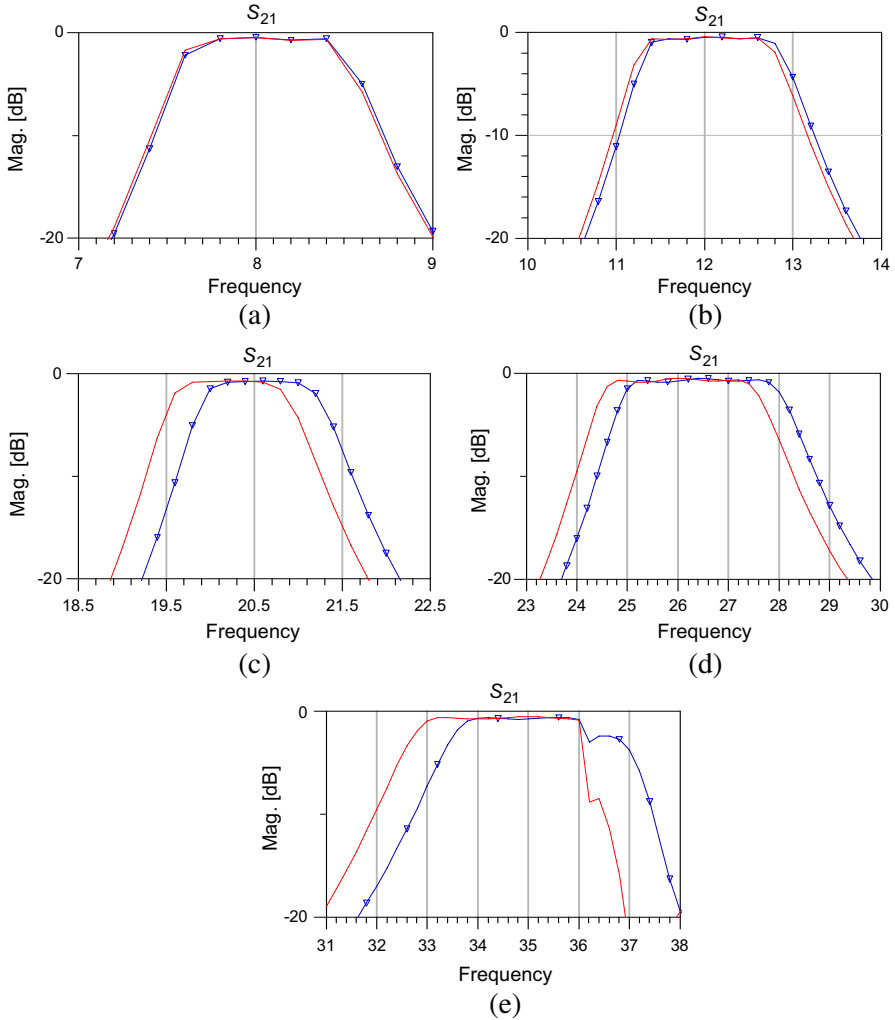 S21
0
Mag. [dB]
-20
7 8 9
Frequency
(a)
S21
0
Mag. [dB]
-10
-20
10 11 12 13 14
Frequency
(b)
S21
0
Mag. [dB]
-20
18.5 19.5 20.5 21.5 22.5
Frequency
(c)
S21
0
Mag. [dB]
-20
23 24 25 26 27 28 29 30
Frequency
(d)
S21
0
Mag. [dB]
-20
31 32 33 34 35 36 37 38
Frequency
(e)